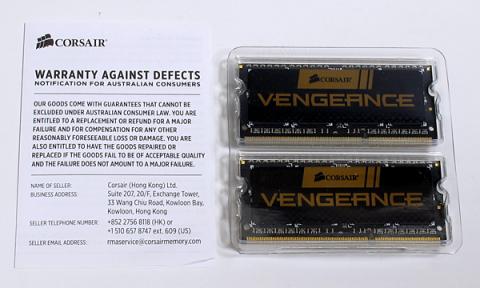 CORSAIR
WARRANTY AGAINST DEFECTS
NOTIFICATION FOR AUSTRALIAN CONSUMERS
OUR GOODS COME WITH GUARANTEES THAT CANNOT BE
EXCLUDED UNDER AUSTRALIAN CONSUMER LAW. YOU ARE
ENTITLED TO A REPLACEMENT OR REFUND FOR A MAJOR
FAILURE AND FOR COMPENSATION FOR ANY OTHER
REASONABLY FORESEEABLE LOSS OR DAMAGE. YOU
ARE ALSO ENTITLED TO HAVE THE GOODS REPAIRED OR
REPLACED IF THE GOODS FAIL TO BE OF ACCEPTABLE QUALITY
AND THE FAILURE DOES NOT AMOUNT TO A MAJOR FAILURE.
NAME OF SELLER: Corsair (Hong Kong) Ltd.
BUSINESS ADDRESS: Suite 207, 20/F, Exchange Tower,
33 Wang Chiu Road, Kowloon Bay,
Kowloon, Hong Kong
SELLER TELEPHONE NUMBER: +852 2756 8118 (HK) or
+1 510 657 8747 ext. 609 (US)
SELLER EMAIL ADDRESS: rmaservice@corsairmemory.com
CORSAIR
VENGEANCE
CORSAIR
VENGEANCE